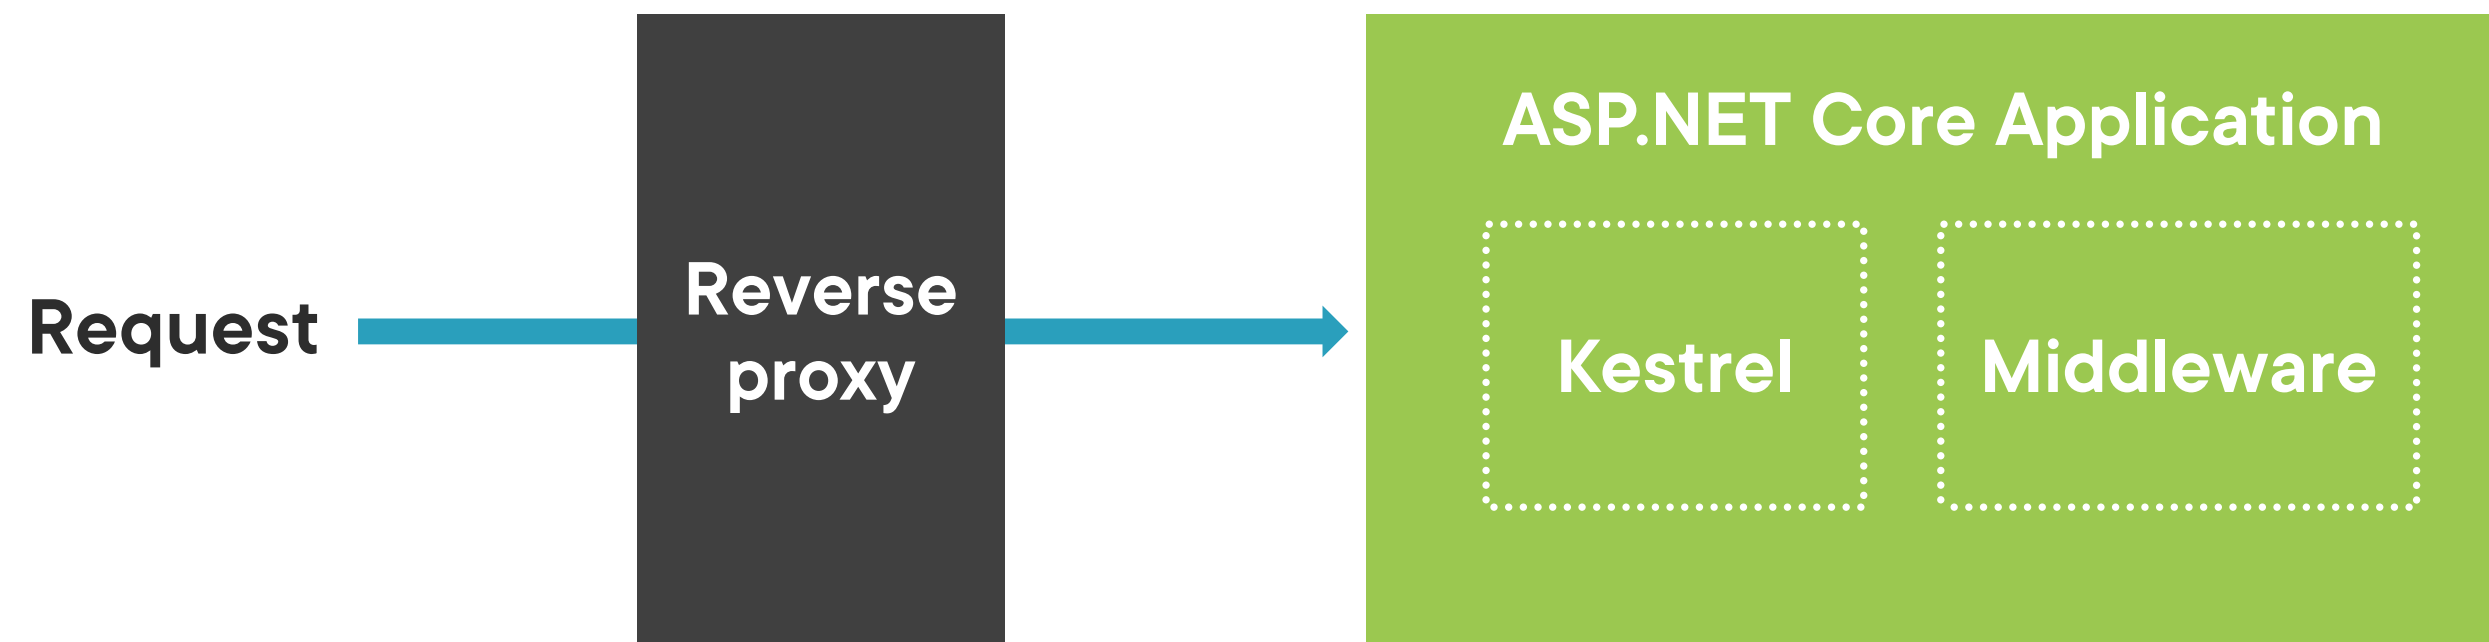 Request
Reverse
proxy
ASP.NET Core Application
Kestrel
Middleware